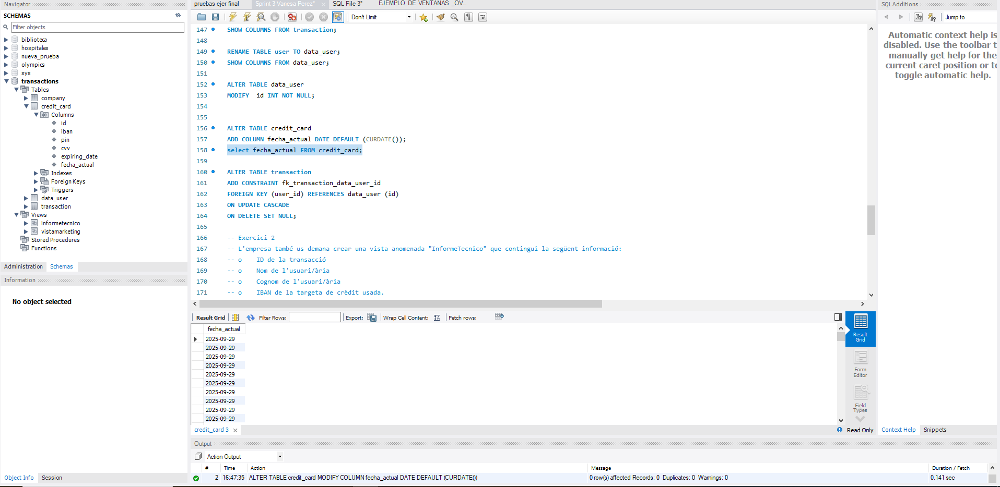 Navigator
SCHEMAS
Filter objects
biblioteca
hospitales
nueva_prueba
olympics
sys
transactions
Tables
company
credit_card
Columns
id
iban
pin
cvv
expiring_date
fecha_actual
Indexes
Foreign Keys
Triggers
data_user
transaction
Views
informetecnico
vistamarketing
Stored Procedures
Functions
Administration Schemas
Information
No object selected
Object Info Session
pruebas ejer final Sprint 3 Vanesa Perez* SQL File 3* EJEMPLO DE VENTANAS _OV...
Don't Limit
147 SHOW COLUMNS FROM transaction;
148
149 RENAME TABLE user TO data_user;
150 SHOW COLUMNS FROM data_user;
151
152 ALTER TABLE data_user
153 MODIFY  id INT NOT NULL;
154
155
156 ALTER TABLE credit_card
157 ADD COLUMN fecha_actual DATE DEFAULT (CURDATE());
158 select fecha_actual FROM credit_card;
159
160 ALTER TABLE transaction
161 ADD CONSTRAINT fk_transaction_data_user_id
162 FOREIGN KEY (user_id) REFERENCES data_user (id)
163 ON UPDATE CASCADE
164 ON DELETE SET NULL;
165
166 -- Exercici 2
167 -- L'empresa també us demana crear una vista anomenada "InformeTecnico" que contingui la següent informació:
168 -- o    ID de la transacció
169 -- o    Nom de l'usuari/ària
170 -- o    Cognom de l'usuari/ària
171 -- o    IBAN de la targeta de crèdit usada.
Result Grid Filter Rows: Export: Wrap Cell Content: Fetch rows:
fecha_actual
2025-09-29
2025-09-29
2025-09-29
2025-09-29
2025-09-29
2025-09-29
2025-09-29
2025-09-29
2025-09-29
2025-09-29
Result
Grid
Form
Editor
Field
Types
credit_card 3
Read Only
Output
Action Output
# Time Action Message Duration / Fetch
2 16:47:35 ALTER TABLE credit_card MODIFY COLUMN fecha_actual DATE DEFAULT (CURDATE()) 0 row(s) affected Records: 0  Duplicates: 0  Warnings: 0 0.141 sec
SQLAdditions
Jump to
Automatic context help is
disabled. Use the toolbar t
manually get help for the
current caret position or to
toggle automatic help.
Context Help Snippets